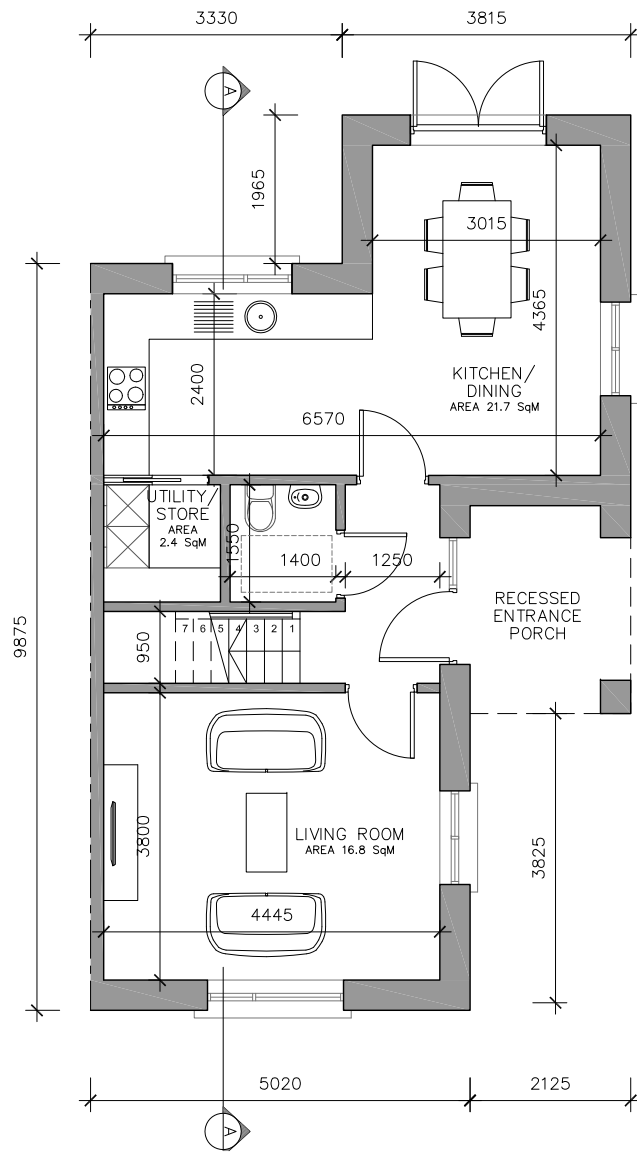 3330
3815
A
1965
3015
4365
KITCHEN/
DINING
AREA 21.7 SqM
2400
6570
UTILITY/
STORE
AREA
2.4 SqM
1550
1400
1250
RECESSED
ENTRANCE
PORCH
9875
950
7 6 5 4 3 2 1
3800
LIVING ROOM
AREA 16.8 SqM
3825
4445
5020
2125
A